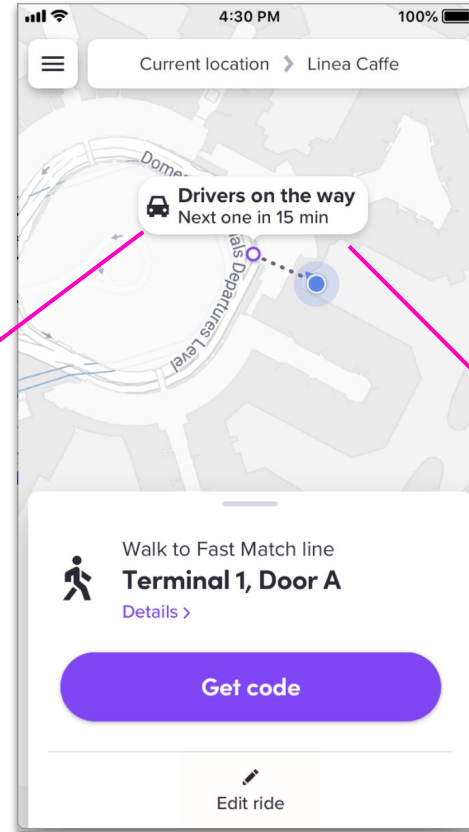 4:30 PM
100%
Current location > Linea Caffe
Drivers on the way
Next one in 15 min
Departures Level
Walk to Fast Match line
Terminal 1, Door A
Details >
Get code
Edit ride